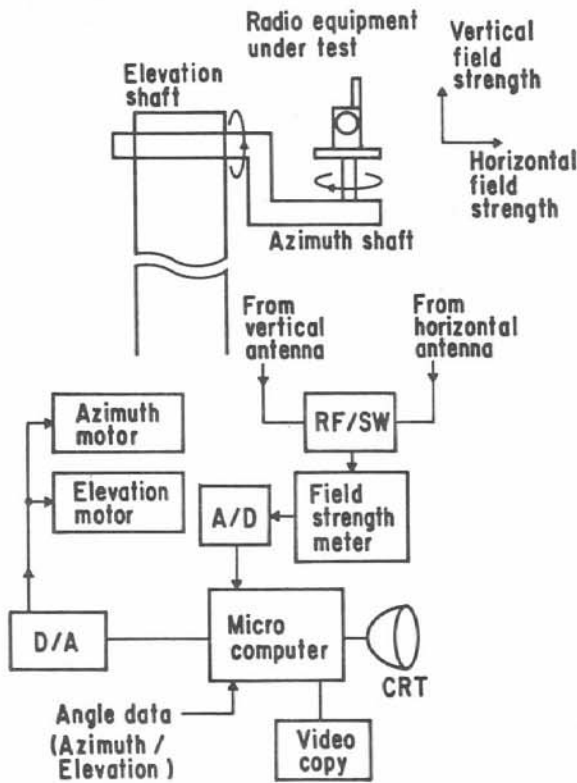 Radio equipment
under test
Vertical
field
strength
Elevation
shaft
Horizontal
field
strength
Azimuth shaft
From
vertical
antenna
From
horizontal
antenna
Azimuth
motor
RF/SW
Elevation
motor
A/D
Field
strength
meter
D/A
Micro
computer
CRT
Angle data
(Azimuth /
Elevation)
Video
copy